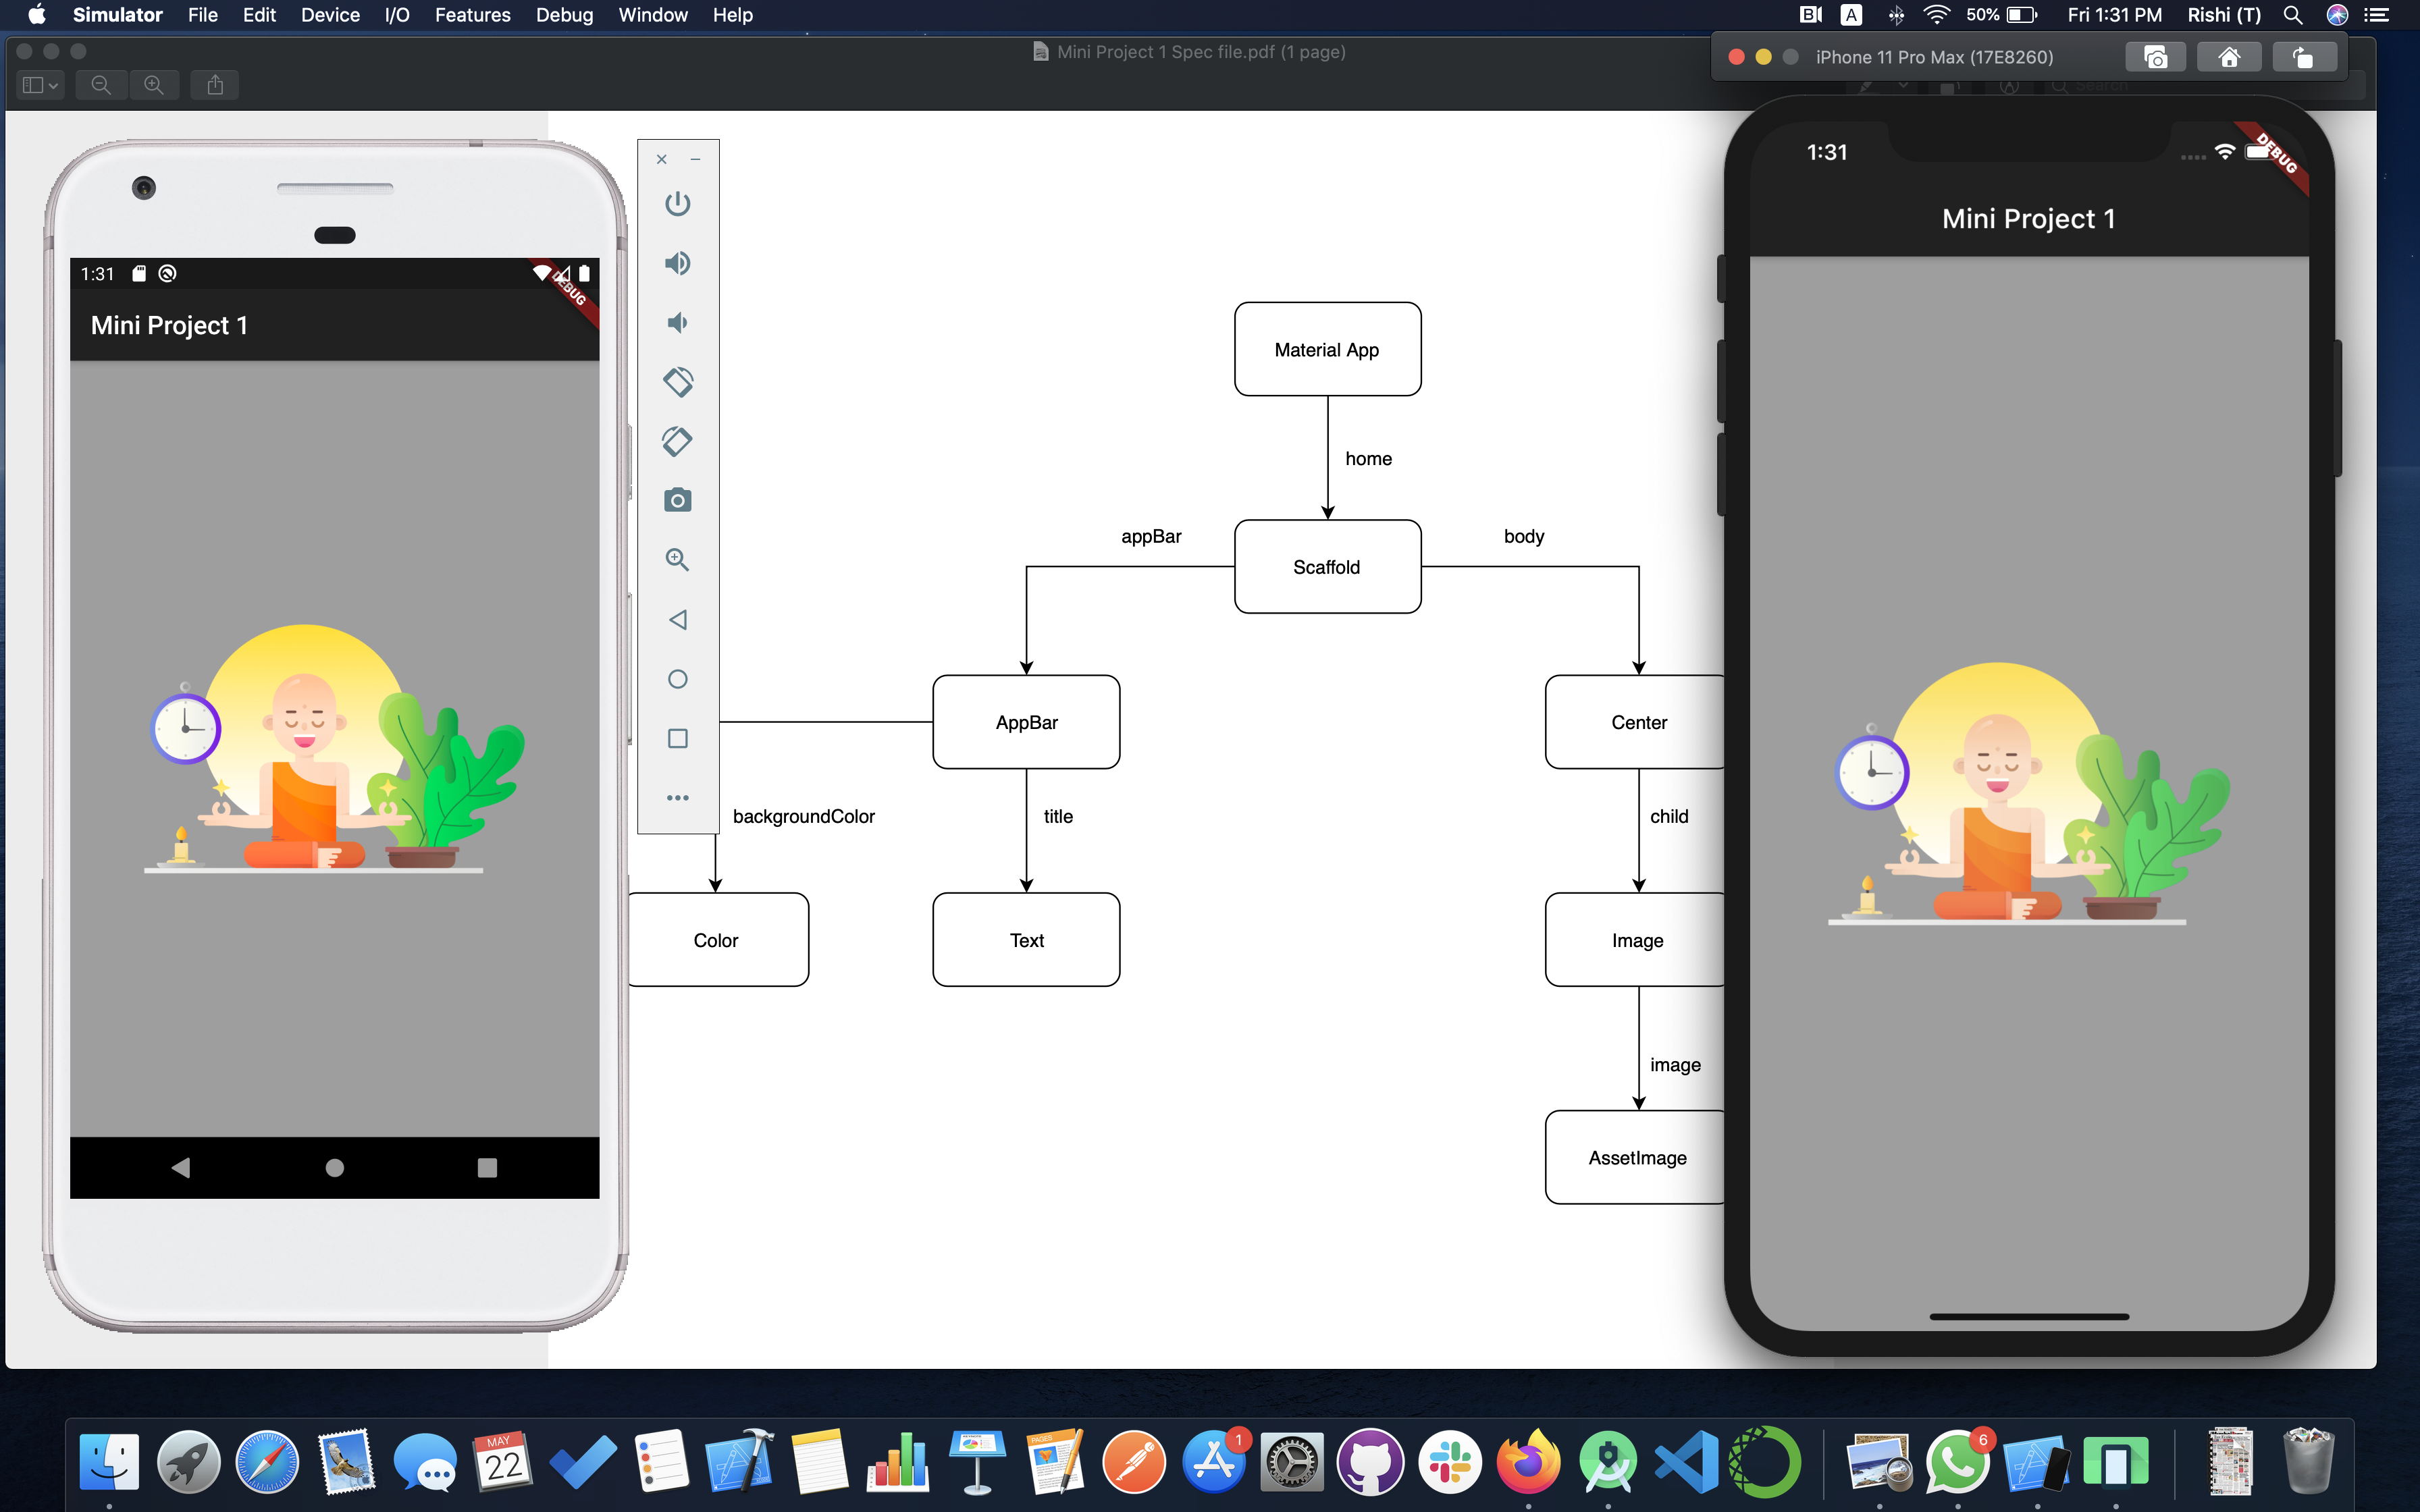 Simulator File Edit Device I/O Features Debug Window Help
A 50% Fri 1:31 PM Rishi (T)
Mini Project 1 Spec file.pdf (1 page)
Search
iPhone 11 Pro Max (17E8260)
1:31
DEBUG
Mini Project 1
1:31
DEBUG
Mini Project 1
Material App
home
appBar
body
Scaffold
AppBar
Center
backgroundColor
title
child
Color
Text
Image
image
AssetImage
MAY
22
PAGES
1
6